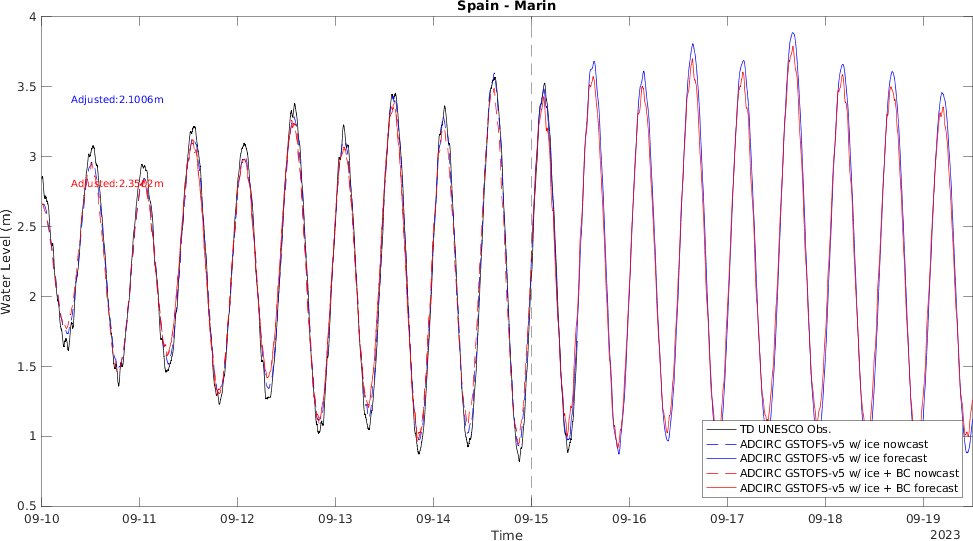 Spain - Marin
4
3.5
3
2.5
2
1.5
1
0.5
Water Level (m)
Adjusted:2.1006m
Adjusted:2.3502m
TD UNESCO Obs.
ADCIRC GSTOFS-v5 w/ ice nowcast
ADCIRC GSTOFS-v5 w/ ice forecast
ADCIRC GSTOFS-v5 w/ ice + BC nowcast
ADCIRC GSTOFS-v5 w/ ice + BC forecast
09-10 09-11 09-12 09-13 09-14 09-15 09-16 09-17 09-18 09-19
Time
2023